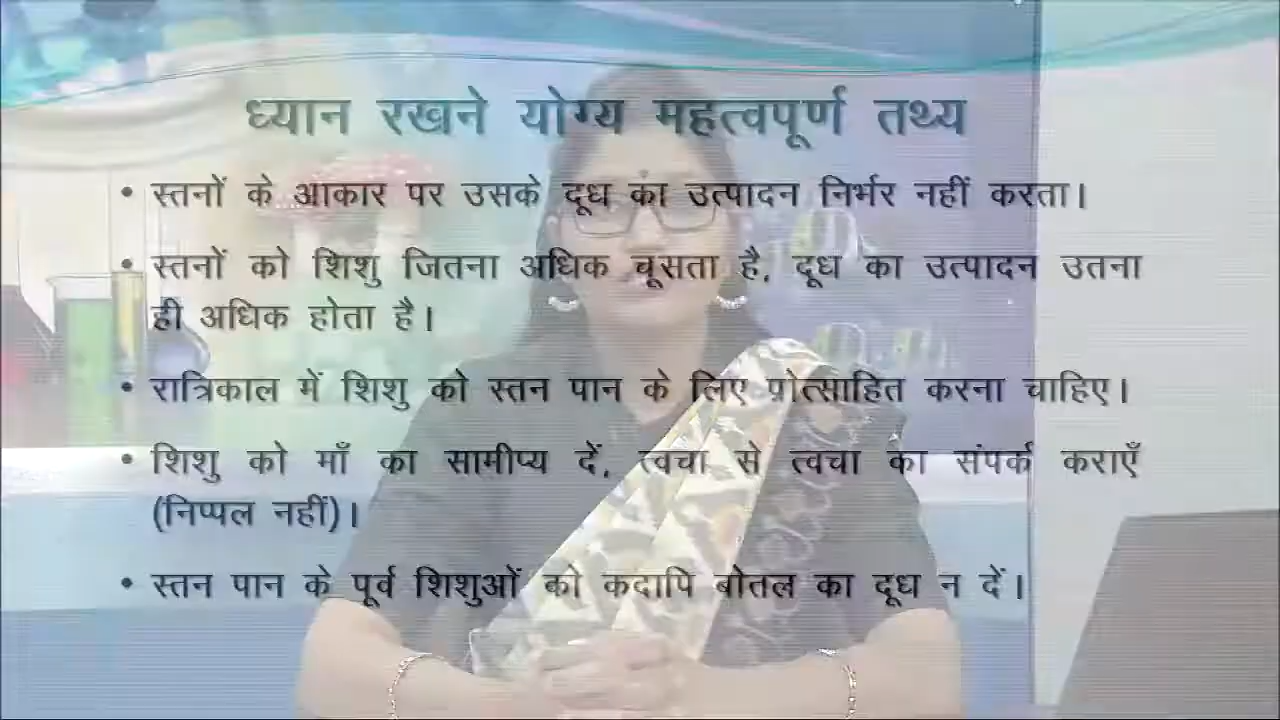 ध्यान रखने योग्य महत्वपूर्ण तथ्य
• स्तनों के आकार पर उसके दूध का उत्पादन निर्भर नहीं करता।
• स्तनों को शिशु जितना अधिक चूसता है, दूध का उत्पादन उतना
ही अधिक होता है।
• रात्रिकाल में शिशु को स्तन पान के लिए प्रोत्साहित करना चाहिए।
• शिशु को माँ का सामीप्य दें, त्वचा से त्वचा का संपर्क कराएँ
(निप्पल नहीं)।
• स्तन पान के पूर्व शिशुओं को कदापि बोतल का दूध न दें।